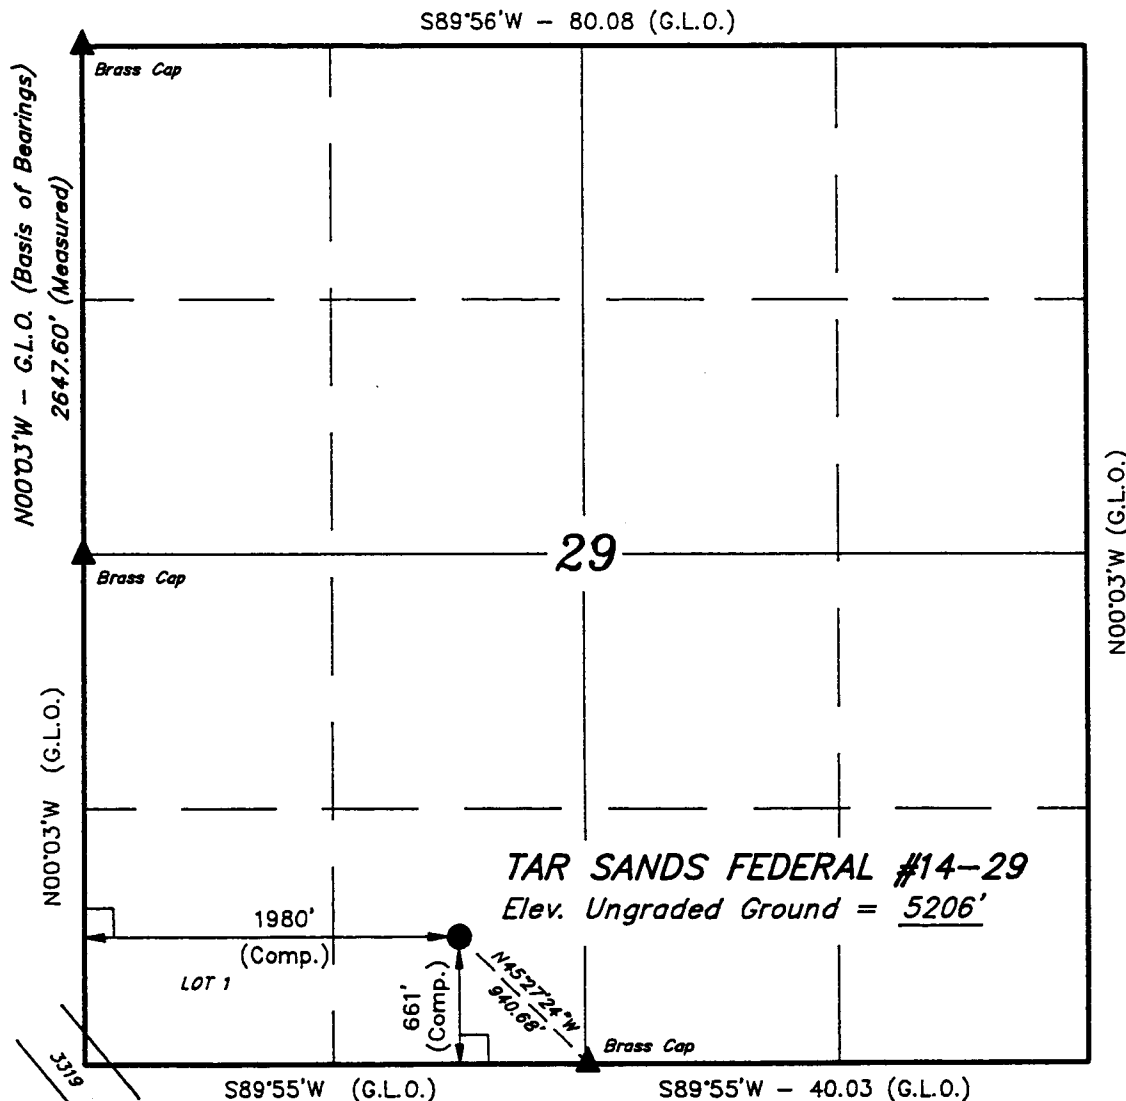 S89°56'W – 80.08 (G.L.O.)
Brass Cap
N00°03'W – G.L.O. (Basis of Bearings)
2647.60' (Measured)
29
Brass Cap
N00°03'W (G.L.O.)
N00°03'W (G.L.O.)
TAR SANDS FEDERAL #14–29
Elev. Ungraded Ground = 5206'
1980'
(Comp.)
LOT 1
661'
(Comp.)
N45°27'24"W
940.68'
Brass Cap
3319
S89°55'W (G.L.O.)
S89°55'W – 40.03 (G.L.O.)